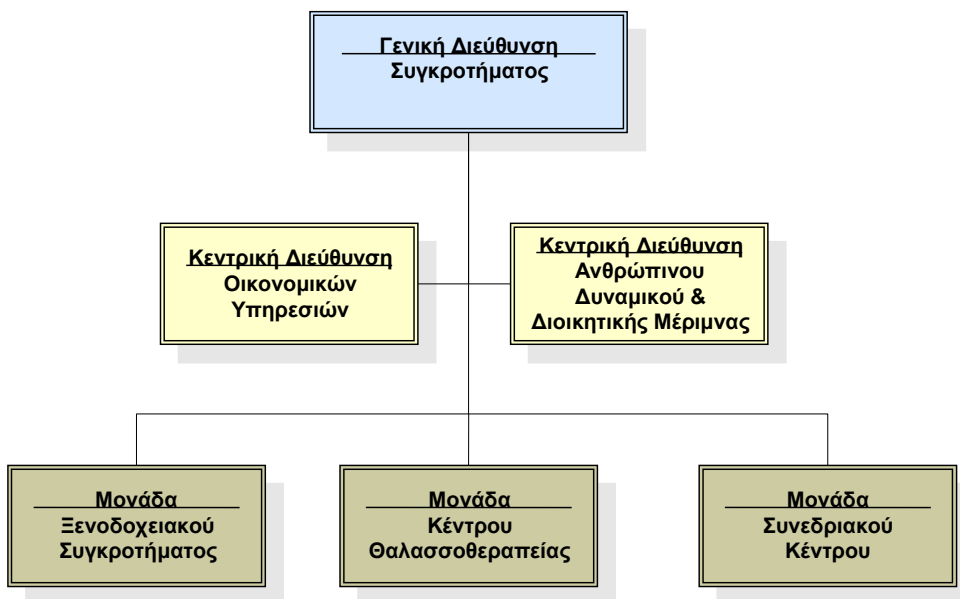 Γενική Διεύθυνση
Συγκροτήματος
Κεντρική Διεύθυνση
Οικονομικών
Υπηρεσιών
Κεντρική Διεύθυνση
Ανθρώπινου
Δυναμικού &
Διοικητικής Μέριμνας
Μονάδα
Ξενοδοχειακού
Συγκροτήματος
Μονάδα
Κέντρου
Θαλασσοθεραπείας
Μονάδα
Συνεδριακού
Κέντρου